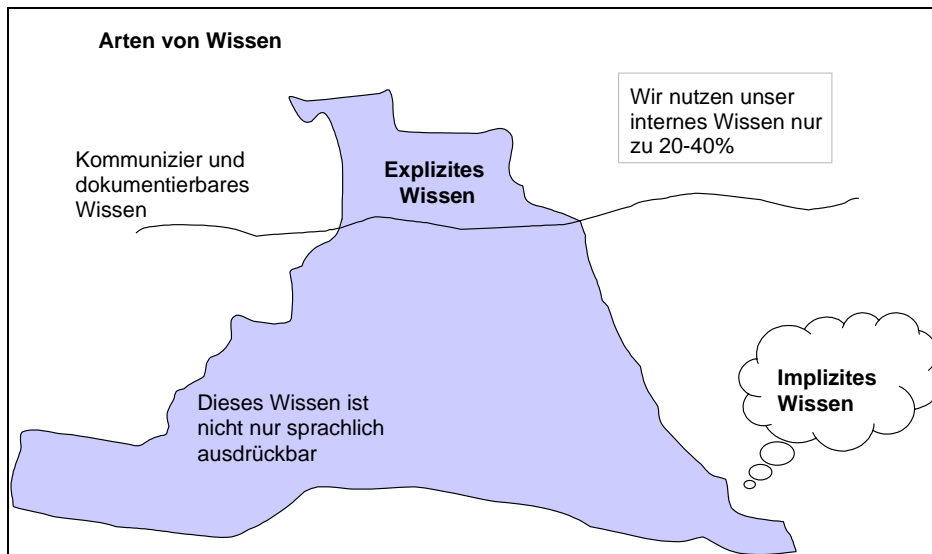 Arten von Wissen
Wir nutzen unser
internes Wissen nur
zu 20-40%
Kommunizier und
dokumentierbares
Wissen
Explizites
Wissen
Implizites
Wissen
Dieses Wissen ist
nicht nur sprachlich
ausdrückbar